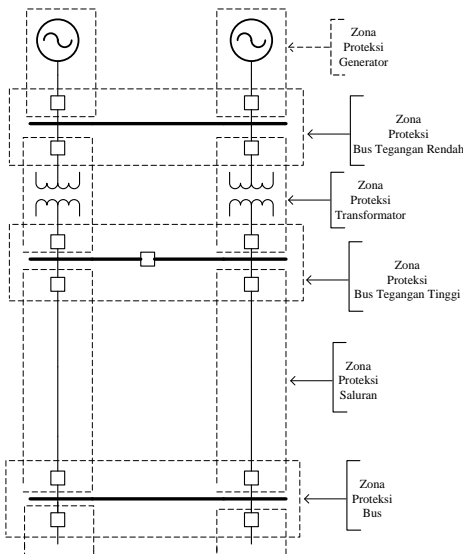 Zona
Proteksi
Generator
Zona
Proteksi
Bus Tegangan Rendah
Zona
Proteksi
Transformator
Zona
Proteksi
Bus Tegangan Tinggi
Zona
Proteksi
Saluran
Zona
Proteksi
Bus